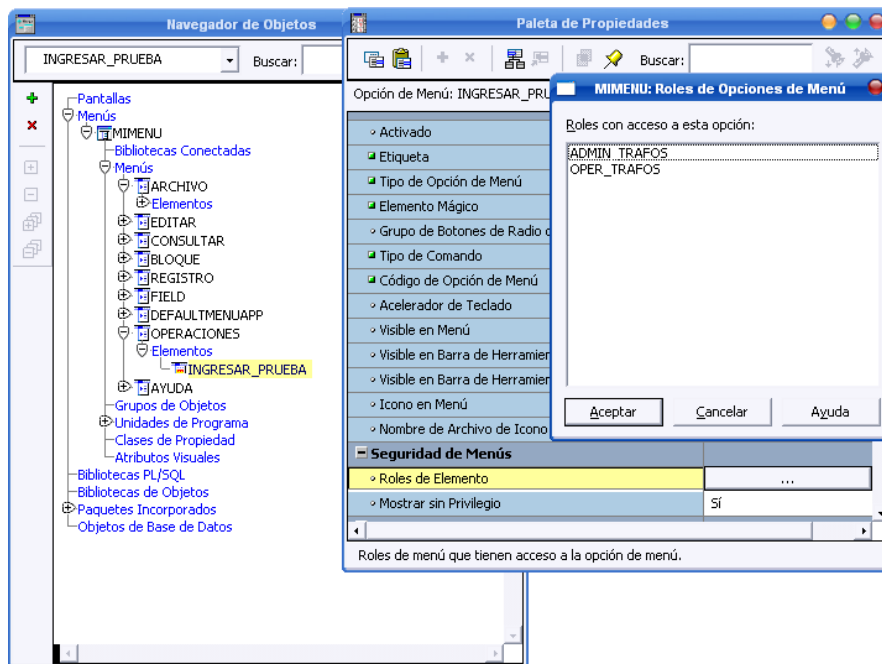 Navegador de Objetos
INGRESAR_PRUEBA
Buscar:
Pantallas
Menús
MIMENU
Bibliotecas Conectadas
Menús
ARCHIVO
Elementos
EDITAR
CONSULTAR
BLOQUE
REGISTRO
FIELD
DEFAULTMENUAPP
OPERACIONES
Elementos
INGRESAR_PRUEBA
AYUDA
Grupos de Objetos
Unidades de Programa
Clases de Propiedad
Atributos Visuales
Bibliotecas PL/SQL
Bibliotecas de Objetos
Paquetes Incorporados
Objetos de Base de Datos
Paleta de Propiedades
Buscar:
Opción de Menú: INGRESAR_PRU
Activado
Etiqueta
Tipo de Opción de Menú
Elemento Mágico
Grupo de Botones de Radio
Tipo de Comando
Código de Opción de Menú
Acelerador de Teclado
Visible en Menú
Visible en Barra de Herramien
Visible en Barra de Herramien
Icono en Menú
Nombre de Archivo de Icono
Seguridad de Menús
Roles de Elemento ...
Mostrar sin Privilegio Sí
Roles de menú que tienen acceso a la opción de menú.
MIMENU: Roles de Opciones de Menú
Roles con acceso a esta opción:
ADMIN_TRAFOS
OPER_TRAFOS
Aceptar Cancelar Ayuda